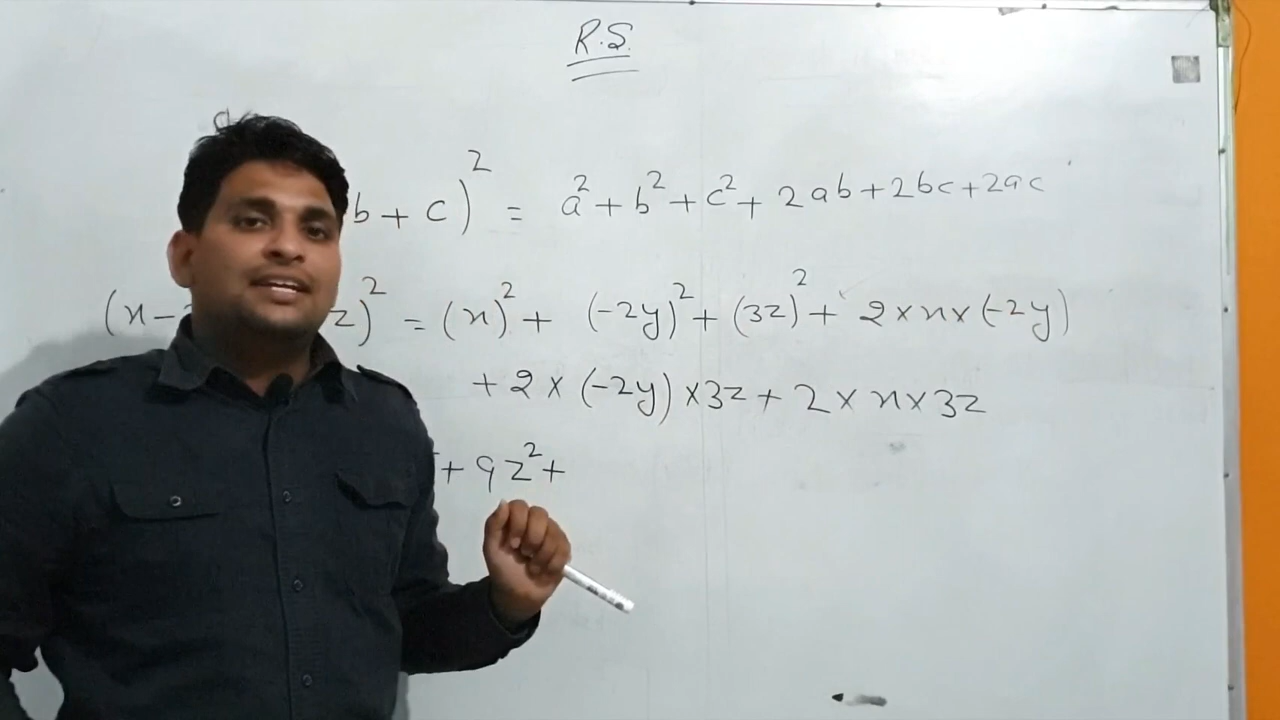 R.S.
b + c)² = a² + b² + c² + 2ab + 2bc + 2ac
(x - 2 z)² = (x)² + (-2y)² + (3z)² + 2 × x × (-2y)
+ 2 × (-2y) × 3z + 2 × x × 3z
+ 9z² +